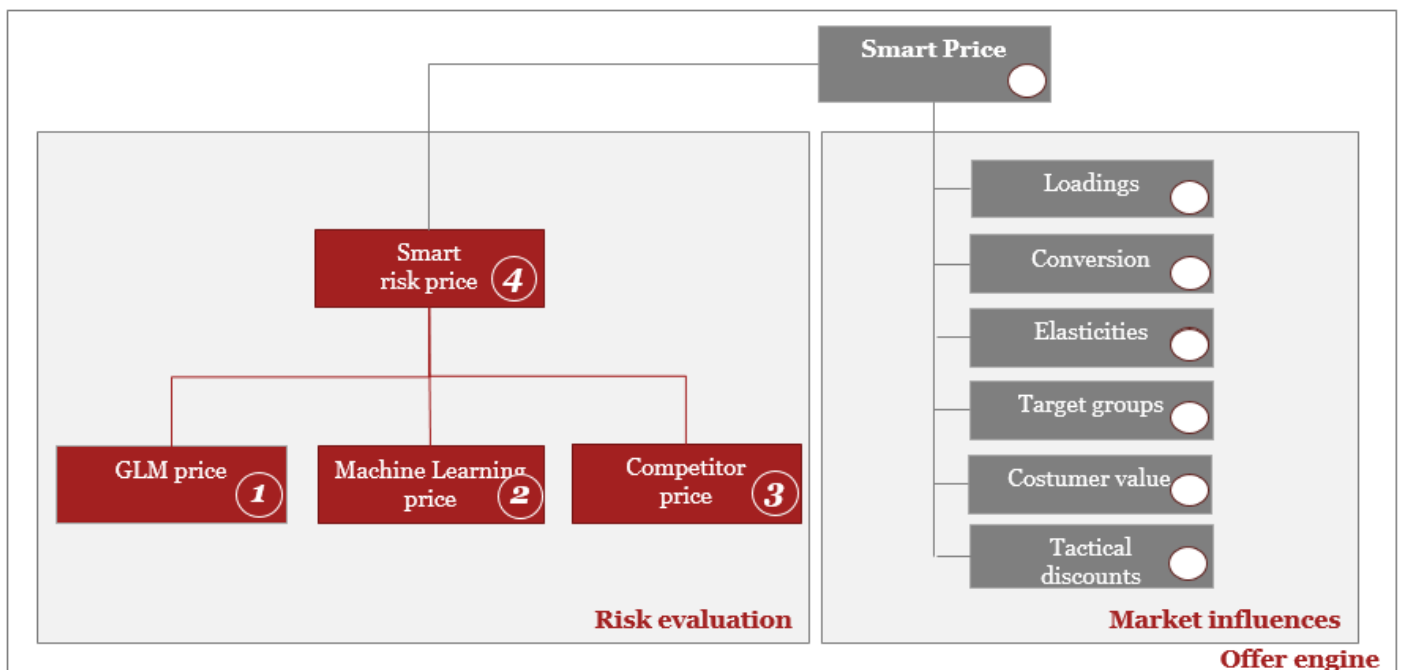 Smart Price
Smart
risk price
4
GLM price
1
Machine Learning
price
2
Competitor
price
3
Risk evaluation
Loadings
Conversion
Elasticities
Target groups
Costumer value
Tactical
discounts
Market influences
Offer engine